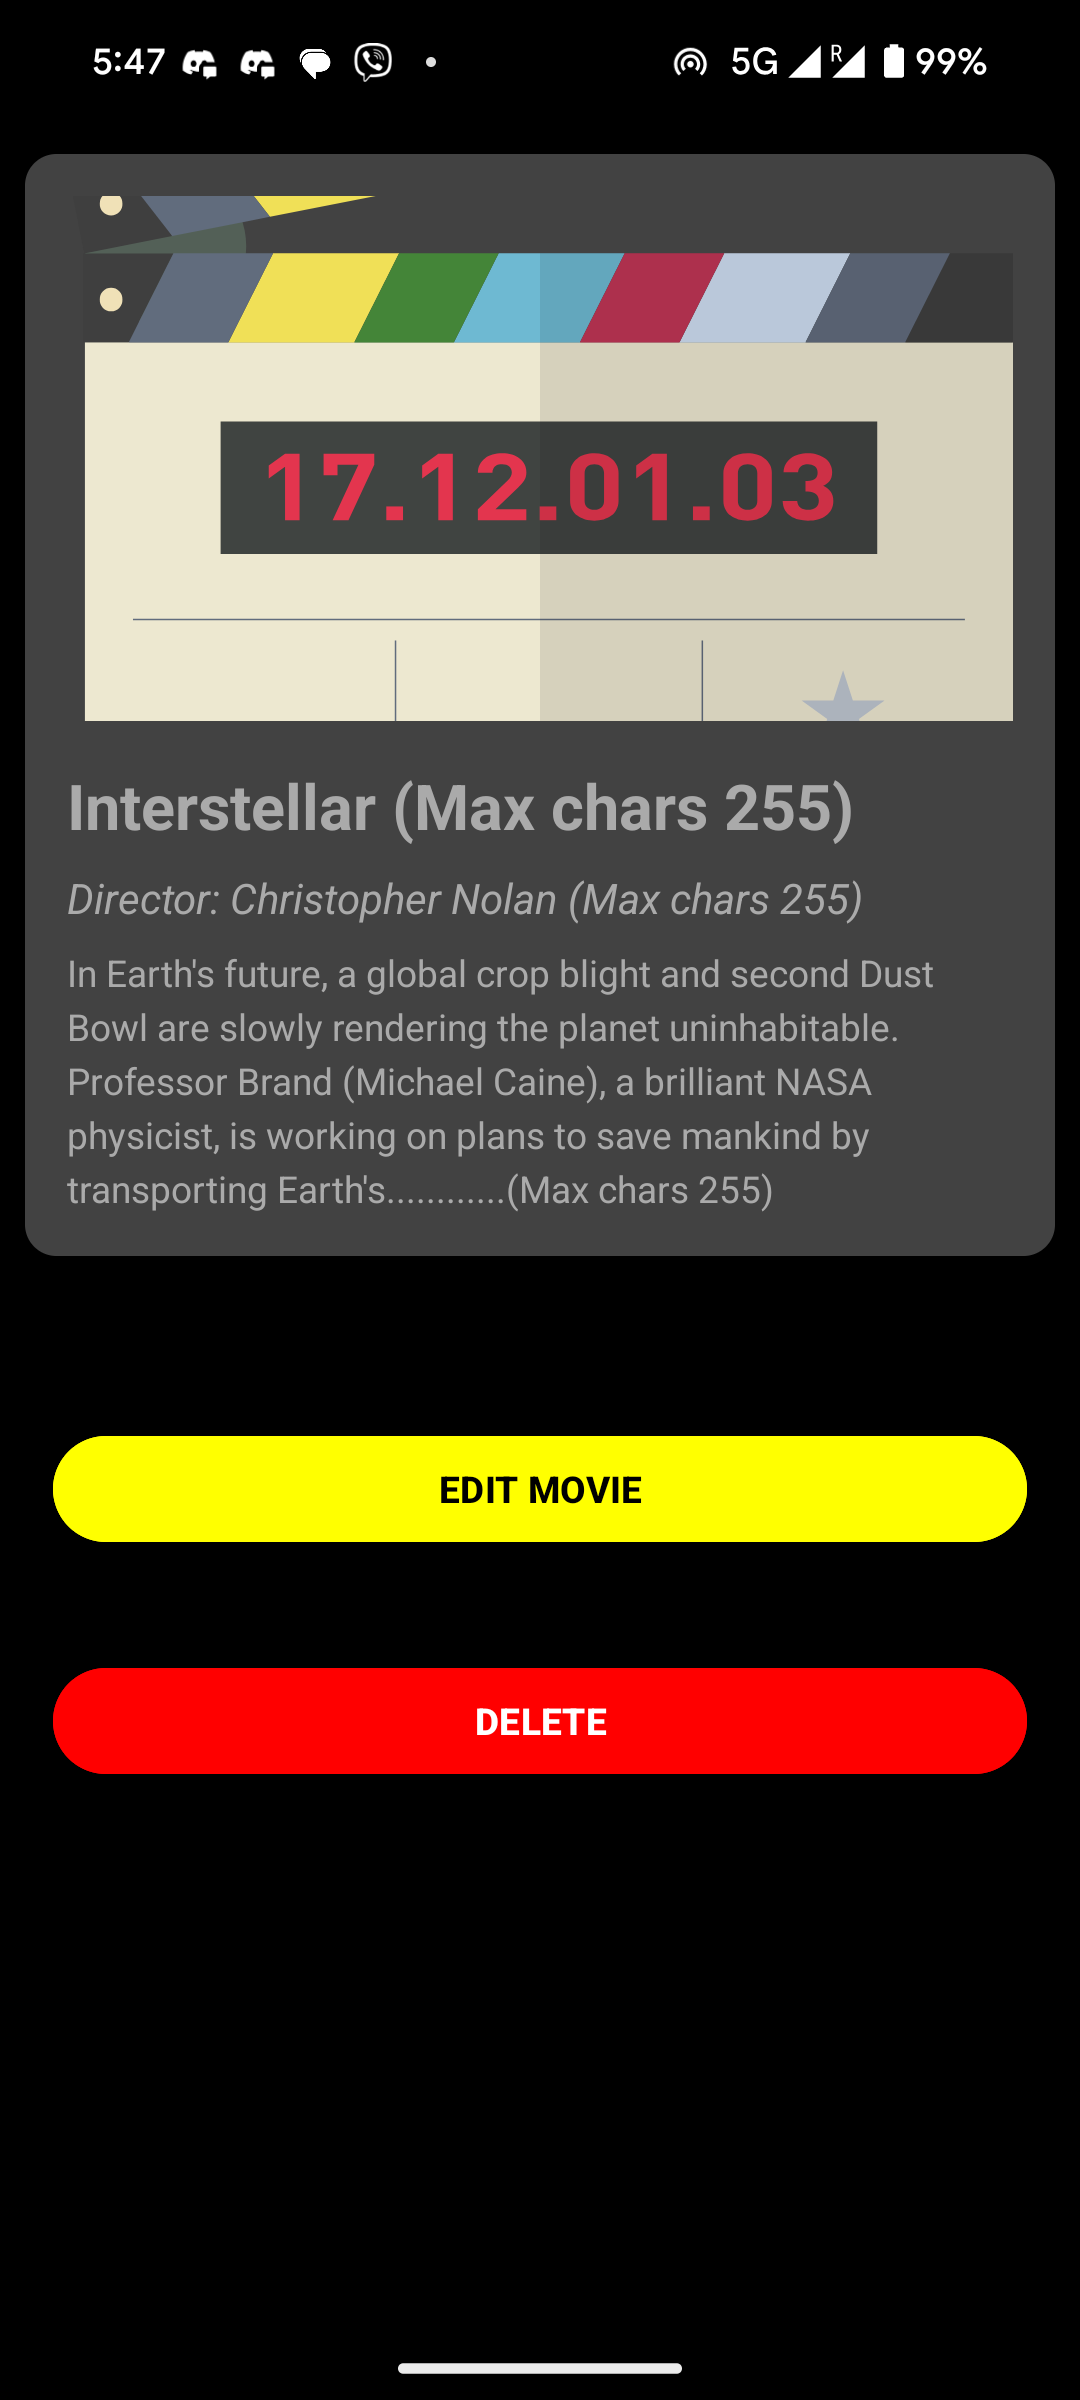 5:47 5G R 99%
17.12.01.03
Interstellar (Max chars 255)
Director: Christopher Nolan (Max chars 255)
In Earth's future, a global crop blight and second Dust
Bowl are slowly rendering the planet uninhabitable.
Professor Brand (Michael Caine), a brilliant NASA
physicist, is working on plans to save mankind by
transporting Earth's............(Max chars 255)
EDIT MOVIE
DELETE